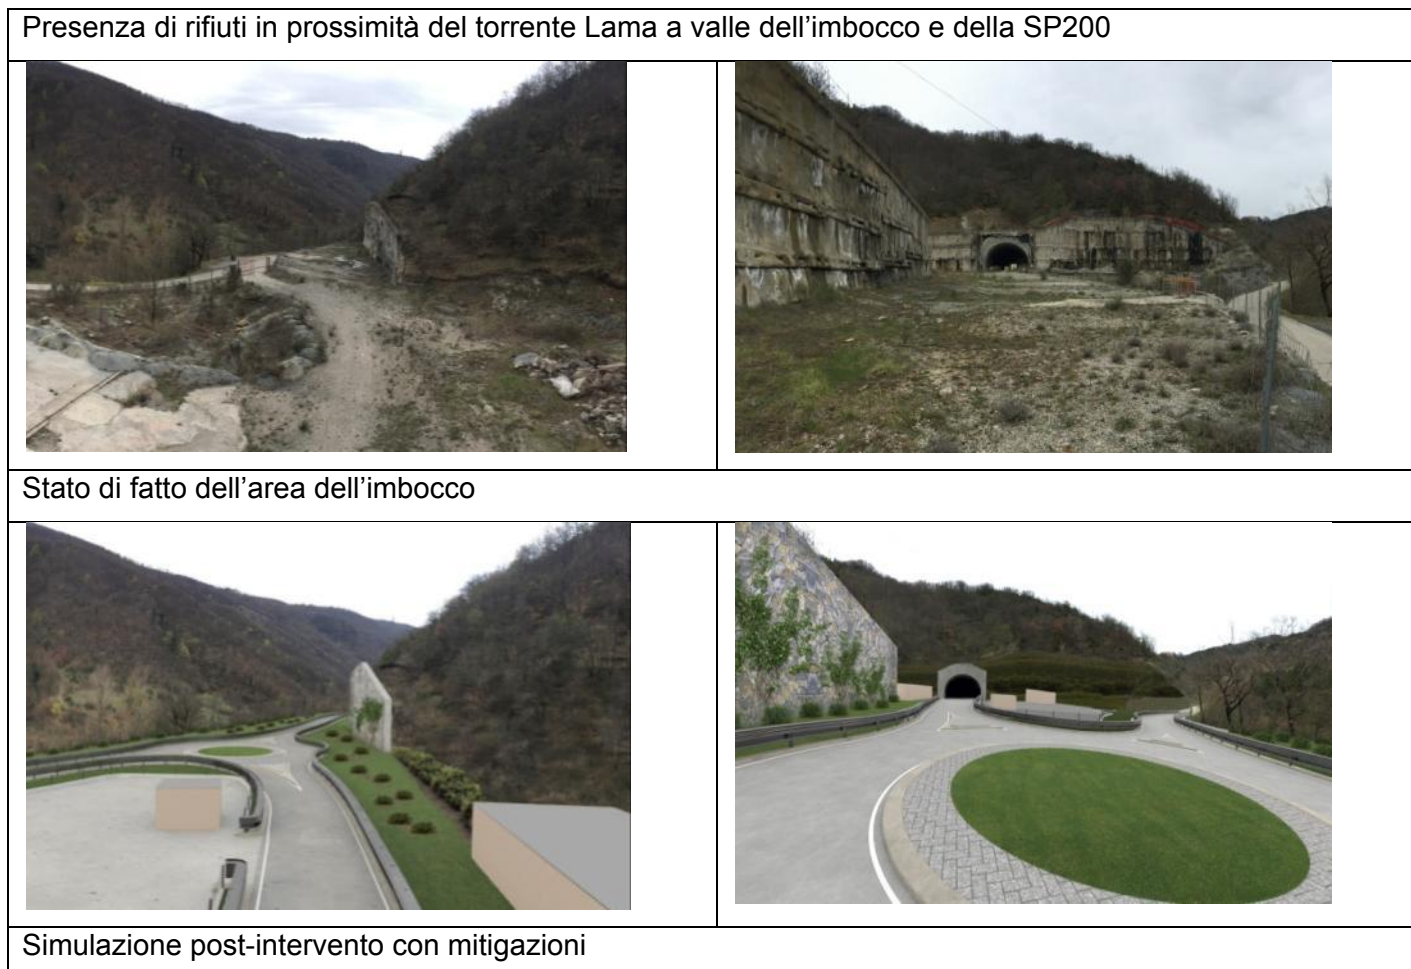 Presenza di rifiuti in prossimità del torrente Lama a valle dell’imbocco e della SP200
Stato di fatto dell’area dell’imbocco
Simulazione post-intervento con mitigazioni